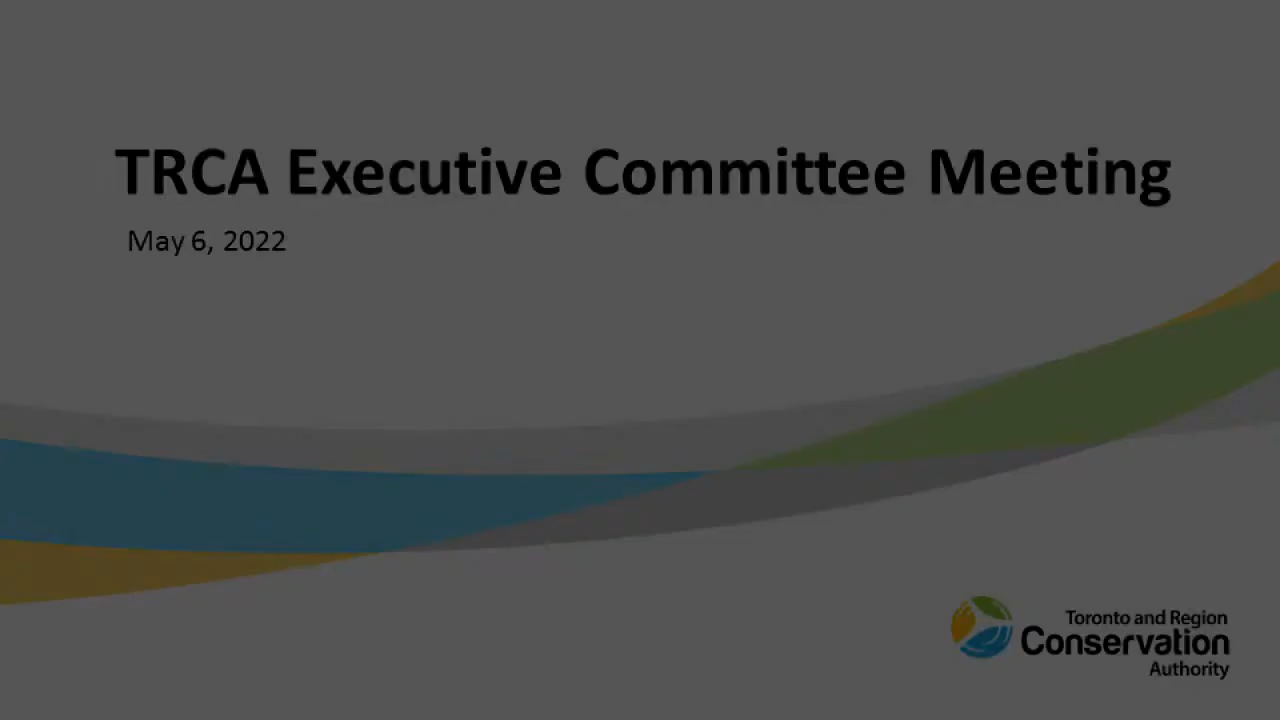 TRCA Executive Committee Meeting
May 6, 2022
Toronto and Region
Conservation
Authority